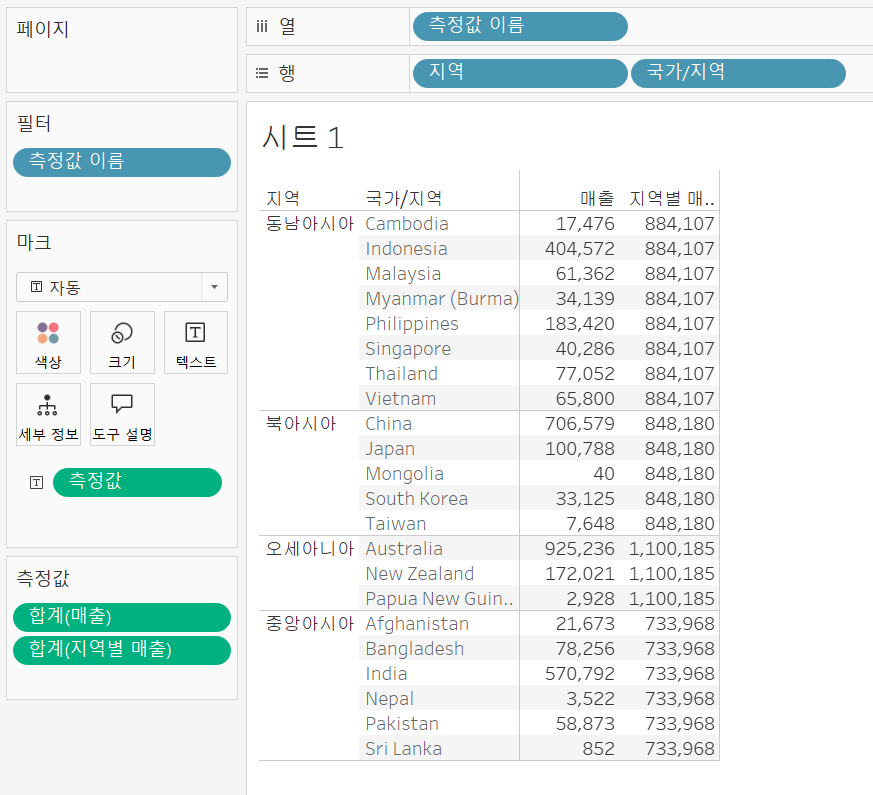 페이지
iii 열 측정값 이름
행 지역 국가/지역
필터
측정값 이름
마크
자동
색상 크기 텍스트
세부 정보 도구 설명
측정값
측정값
합계(매출)
합계(지역별 매출)
시트 1
지역 국가/지역 매출 지역별 매..
동남아시아 Cambodia 17,476 884,107
Indonesia 404,572 884,107
Malaysia 61,362 884,107
Myanmar (Burma) 34,139 884,107
Philippines 183,420 884,107
Singapore 40,286 884,107
Thailand 77,052 884,107
Vietnam 65,800 884,107
북아시아 China 706,579 848,180
Japan 100,788 848,180
Mongolia 40 848,180
South Korea 33,125 848,180
Taiwan 7,648 848,180
오세아니아 Australia 925,236 1,100,185
New Zealand 172,021 1,100,185
Papua New Guin.. 2,928 1,100,185
중앙아시아 Afghanistan 21,673 733,968
Bangladesh 78,256 733,968
India 570,792 733,968
Nepal 3,522 733,968
Pakistan 58,873 733,968
Sri Lanka 852 733,968